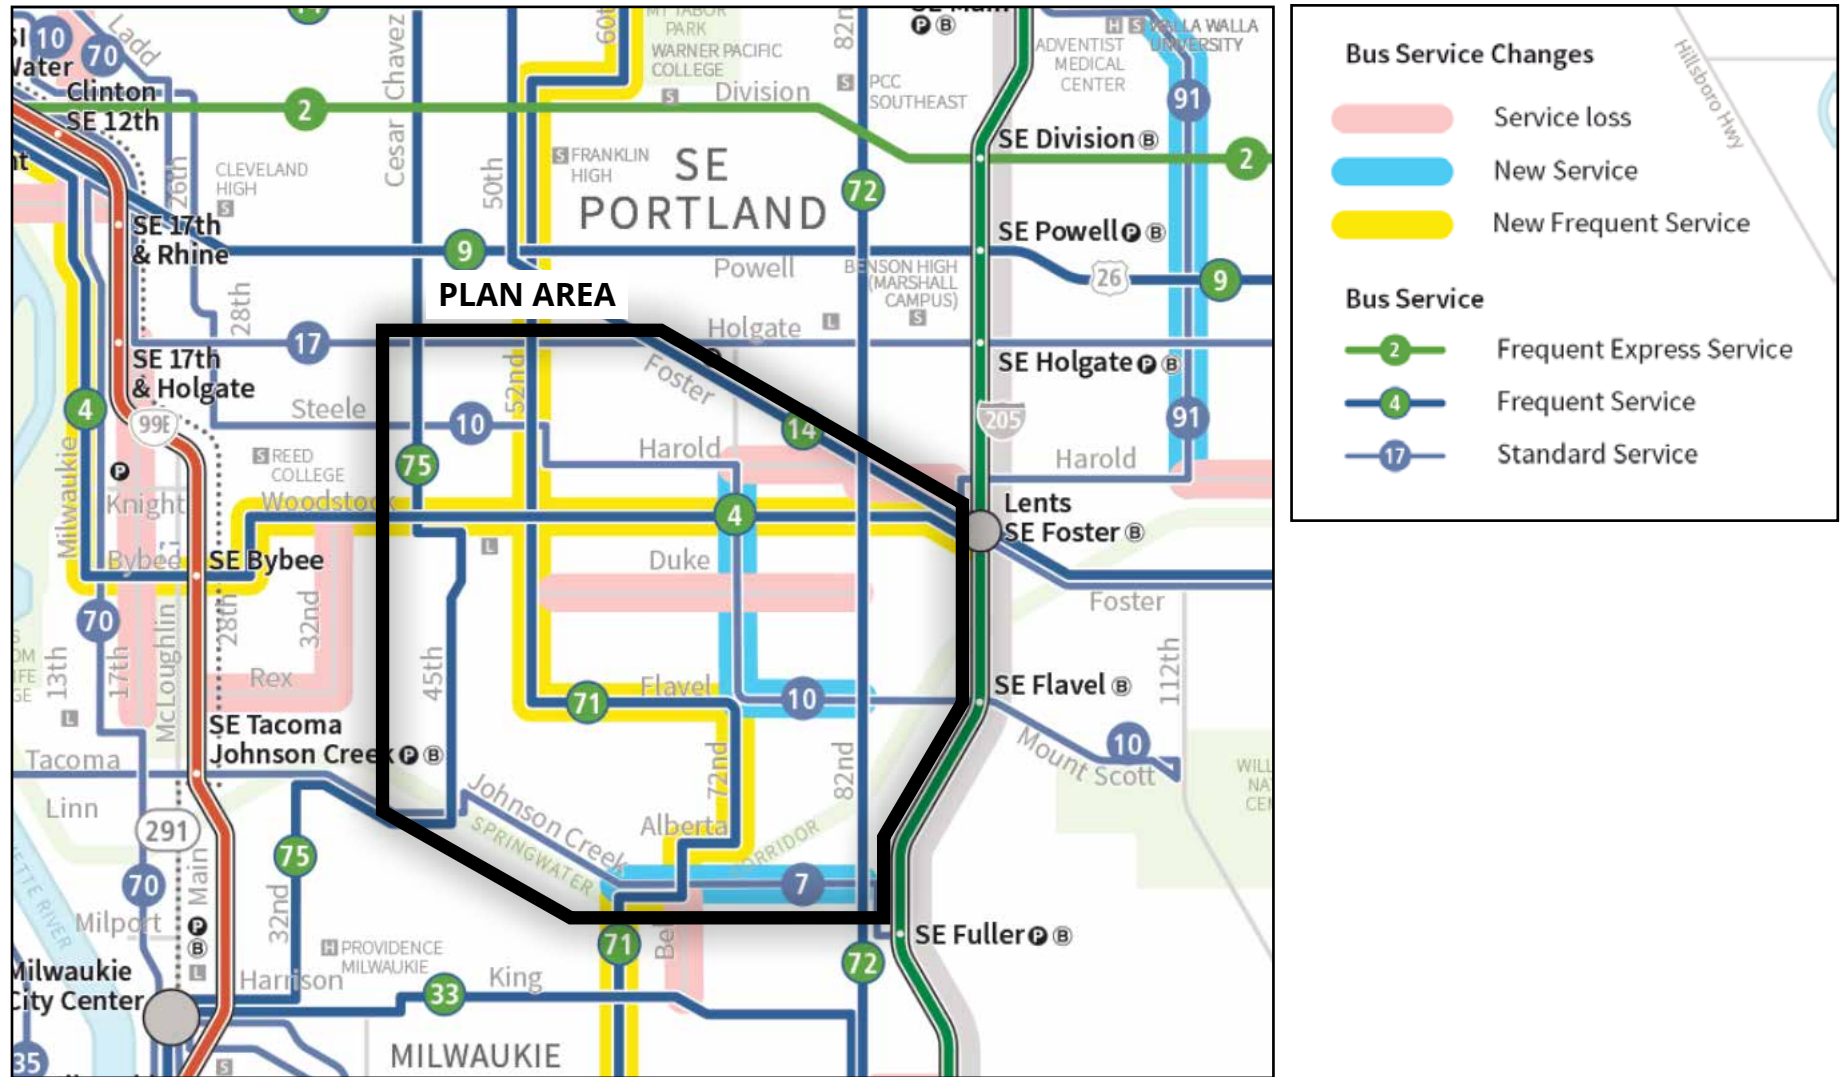 10
70
Ladd
Water
Clinton
SE 12th
2
Cesar Chavez
26th
CLEVELAND
HIGH
S
50th
60th
MT TABOR
PARK
WARNER PACIFIC
COLLEGE
S
Division
82nd
S PCC
SOUTHEAST
P B
ADVENTIST
MEDICAL
CENTER
H S WALLA WALLA
UNIVERSITY
91
SE Division B
2
S FRANKLIN
HIGH
SE
PORTLAND
72
SE 17th
& Rhine
9
Powell
BENSON HIGH
(MARSHALL
CAMPUS)
S
SE Powell P B
26
9
PLAN AREA
28th
17
Holgate
L
SE Holgate P B
SE 17th
& Holgate
4
99E
Steele
10
52nd
Foster
14
205
91
Milwaukie
P
S REED
COLLEGE
75
Harold
Harold
Knight
Woodstock
4
Lents
SE Foster B
Bybee
SE Bybee
L
Duke
Foster
70
13th
17th
McLoughlin
28th
32nd
Rex
45th
71
Flavel
10
SE Flavel B
112th
L
SE Tacoma
Johnson Creek P B
Tacoma
72nd
82nd
Mount Scott
10
Linn
291
Johnson Creek
SPRINGWATER
CORRIDOR
Alberta
75
70
Main
32nd
7
Milport
P
B
L
H PROVIDENCE
MILWAUKIE
71
72
SE Fuller P B
Milwaukie
City Center
Harrison
33
King
35
S
MILWAUKIE
Bus Service Changes
Service loss
New Service
New Frequent Service
Bus Service
2 Frequent Express Service
4 Frequent Service
17 Standard Service
Hillsboro Hwy